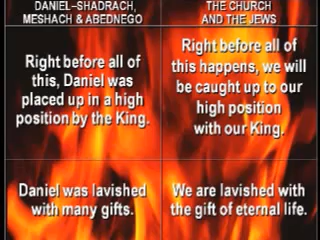 DANIEL-SHADRACH,
MESHACH & ABEDNEGO
Right before all of
this, Daniel was
placed up in a high
position by the King.
Daniel was lavished
with many gifts.
THE CHURCH
AND THE JEWS
Right before all of
this happens, we will
be caught up to our
high position
with our King.
We are lavished with
the gift of eternal life.